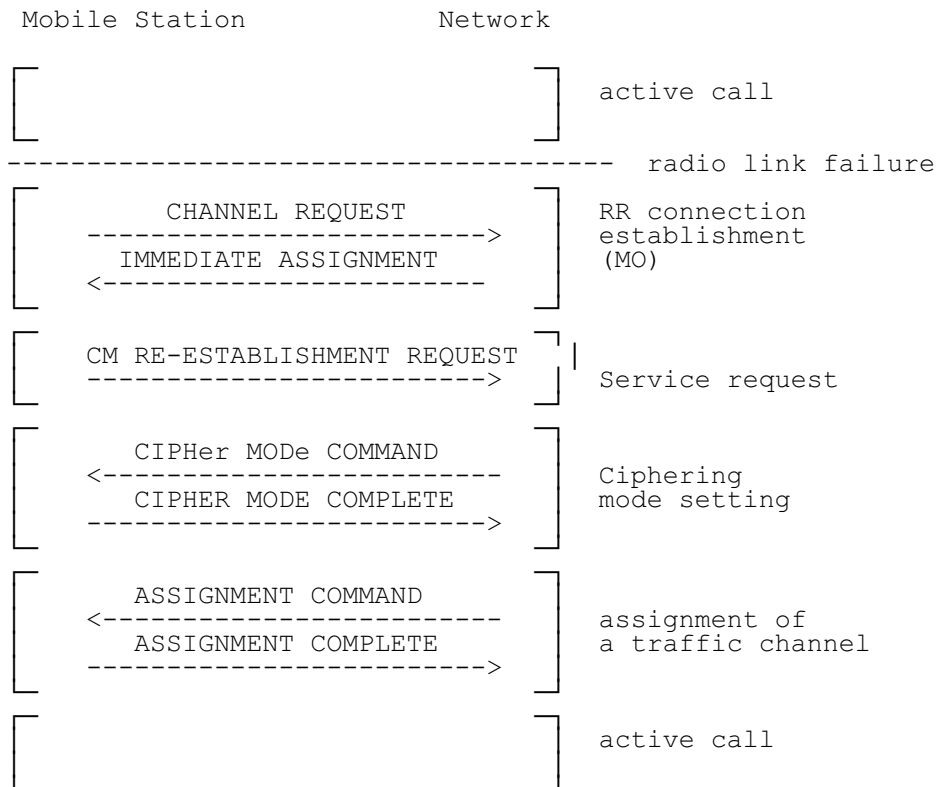 Mobile Station Network
active call
radio link failure
CHANNEL REQUEST RR connection
establishment
IMMEDIATE ASSIGNMENT (MO)
CM RE-ESTABLISHMENT REQUEST
Service request
CIPHer MODe COMMAND
Ciphering
CIPHER MODE COMPLETE mode setting
ASSIGNMENT COMMAND
assignment of
ASSIGNMENT COMPLETE a traffic channel
active call